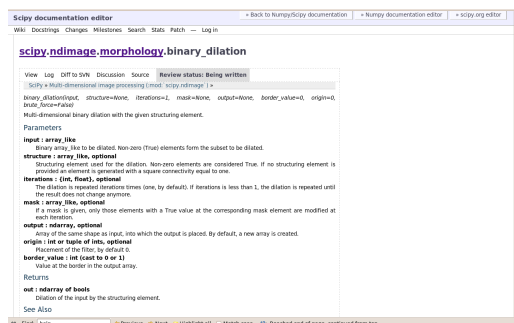 Scipy documentation editor
» Back to Numpy/Scipy documentation » Numpy documentation editor » scipy.org editor
Wiki Docstrings Changes Milestones Search Stats Patch — Log in
scipy.ndimage.morphology.binary_dilation
View Log Diff to SVN Discussion Source Review status: Being written
SciPy » Multi-dimensional image processing (:mod:`scipy.ndimage`) »
binary_dilation(input, structure=None, iterations=1, mask=None, output=None, border_value=0, origin=0,
brute_force=False)
Multi-dimensional binary dilation with the given structuring element.
Parameters
input : array_like
Binary array_like to be dilated. Non-zero (True) elements form the subset to be dilated.
structure : array_like, optional
Structuring element used for the dilation. Non-zero elements are considered True. If no structuring element is
provided an element is generated with a square connectivity equal to one.
iterations : {int, float}, optional
The dilation is repeated iterations times (one, by default). If iterations is less than 1, the dilation is repeated until
the result does not change anymore.
mask : array_like, optional
If a mask is given, only those elements with a True value at the corresponding mask element are modified at
each iteration.
output : ndarray, optional
Array of the same shape as input, into which the output is placed. By default, a new array is created.
origin : int or tuple of ints, optional
Placement of the filter, by default 0.
border_value : int (cast to 0 or 1)
Value at the border in the output array.
Returns
out : ndarray of bools
Dilation of the input by the structuring element.
See Also